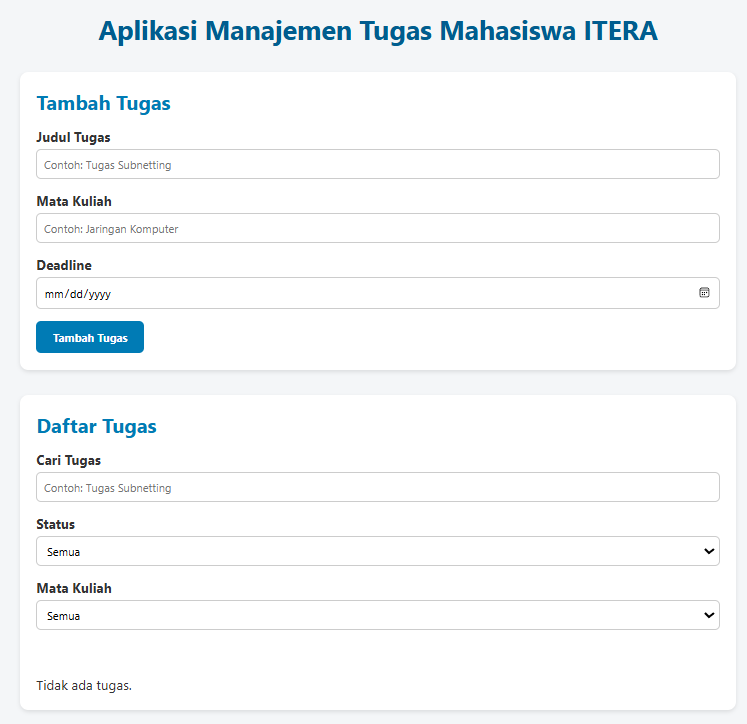 Aplikasi Manajemen Tugas Mahasiswa ITERA
Tambah Tugas
Judul Tugas
Contoh: Tugas Subnetting
Mata Kuliah
Contoh: Jaringan Komputer
Deadline
mm/dd/yyyy
Tambah Tugas
Daftar Tugas
Cari Tugas
Contoh: Tugas Subnetting
Status
Semua
Mata Kuliah
Semua
Tidak ada tugas.